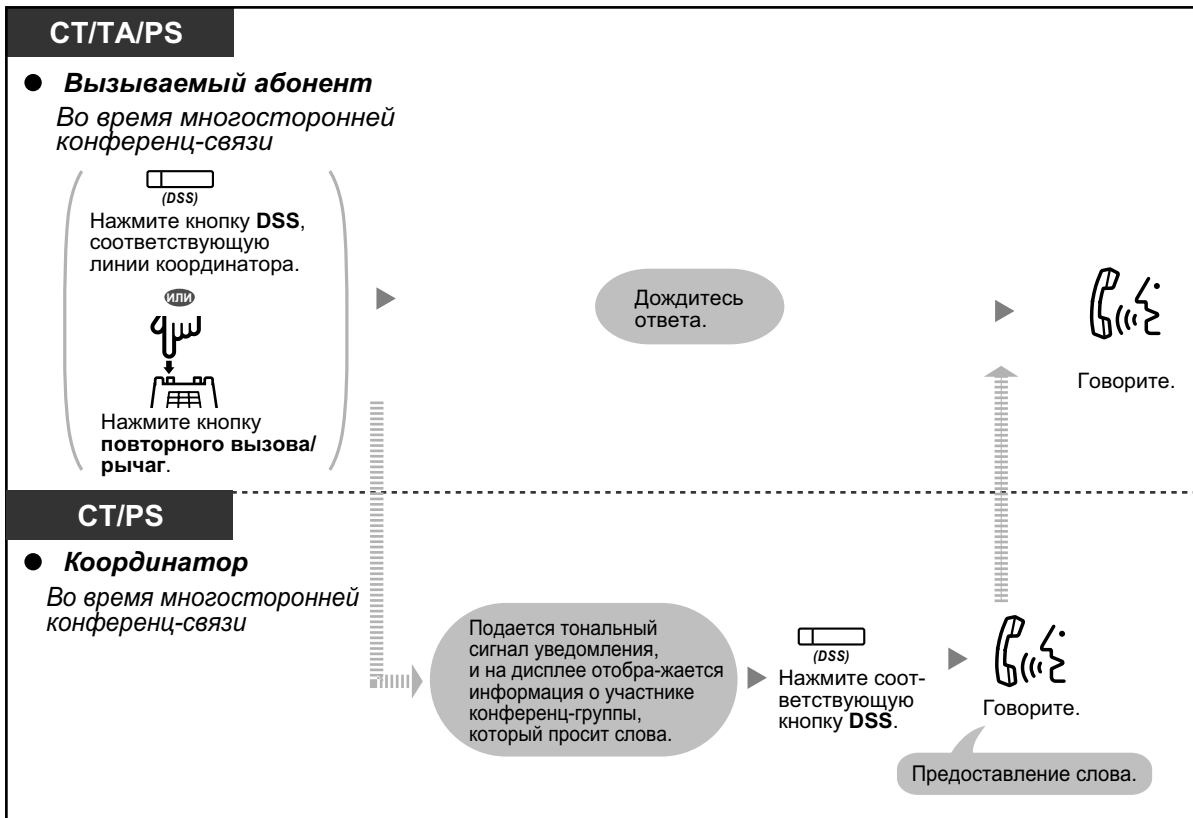 CT/TA/PS
● Вызываемый абонент
Во время многосторонней
конференц-связи
(DSS)
Нажмите кнопку DSS,
соответствующую
линии координатора.
или
Нажмите кнопку
повторного вызова/
рычаг.
Дождитесь
ответа.
Говорите.
CT/PS
● Координатор
Во время многосторонней
конференц-связи
Подается тональный
сигнал уведомления,
и на дисплее отобра-жается
информация о участнике
конференц-группы,
который просит слова.
(DSS)
Нажмите соот-
ветствующую
кнопку DSS.
Говорите.
Предоставление слова.